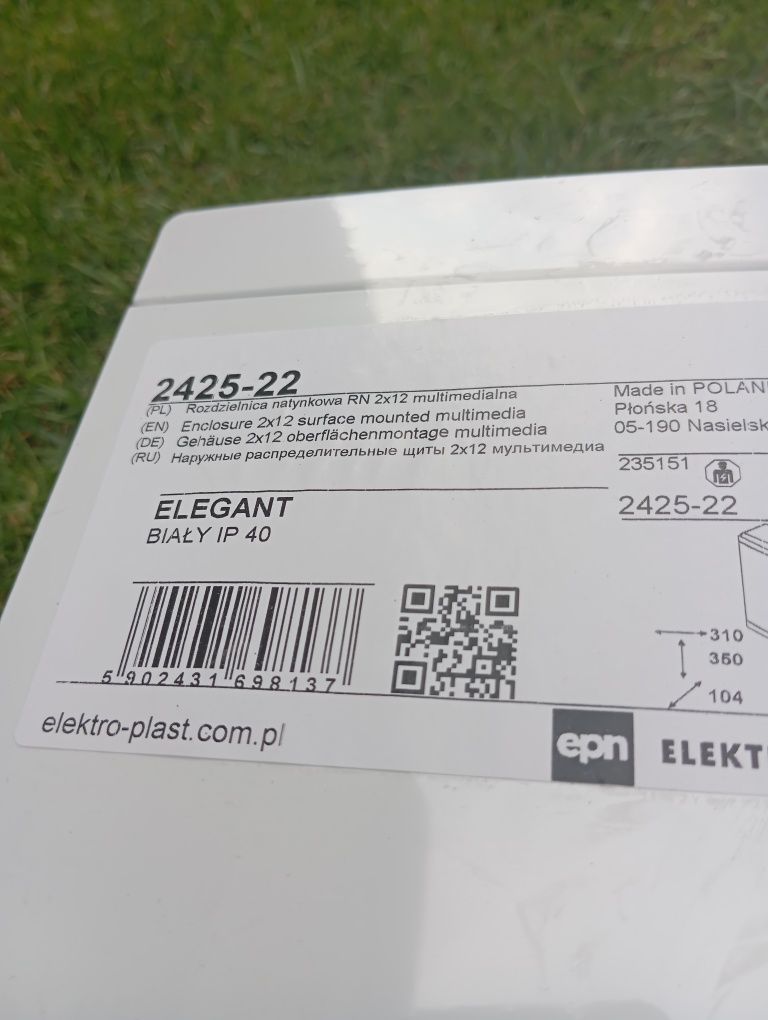 2425-22
(PL) Rozdzielnica natynkowa RN 2x12 multimedialna
(EN) Enclosure 2x12 surface mounted multimedia
(DE) Gehäuse 2x12 oberflächenmontage multimedia
(RU) Наружные распределительные щиты 2x12 мультимедиа
ELEGANT
BIAŁY IP 40
5 902431 698137
elektro-plast.com.pl
Made in POLAN
Płońska 18
05-190 Nasielsk
235151
2425-22
310
350
104
epn ELEKT